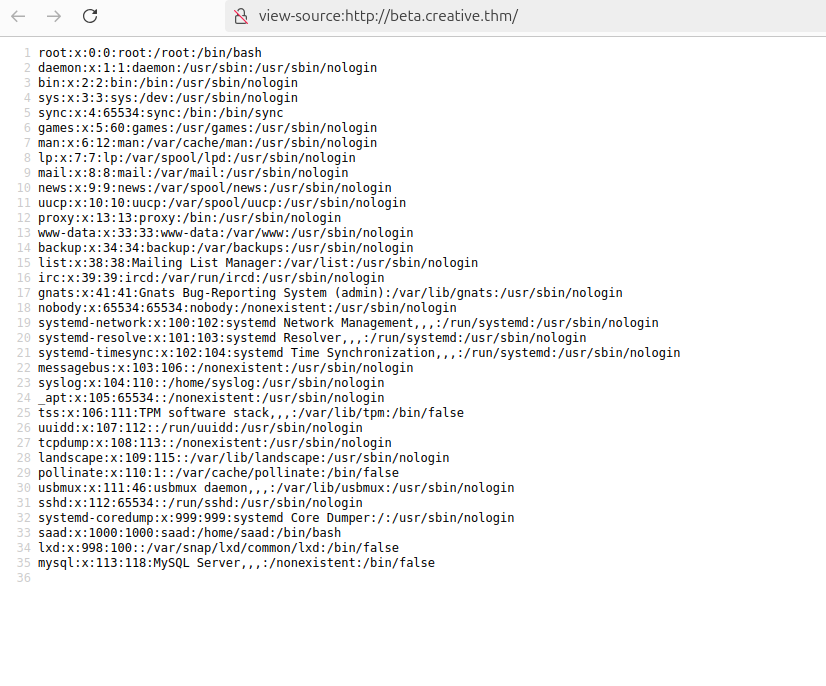 view-source:http://beta.creative.thm/
1 root:x:0:0:root:/root:/bin/bash
2 daemon:x:1:1:daemon:/usr/sbin:/usr/sbin/nologin
3 bin:x:2:2:bin:/bin:/usr/sbin/nologin
4 sys:x:3:3:sys:/dev:/usr/sbin/nologin
5 sync:x:4:65534:sync:/bin:/bin/sync
6 games:x:5:60:games:/usr/games:/usr/sbin/nologin
7 man:x:6:12:man:/var/cache/man:/usr/sbin/nologin
8 lp:x:7:7:lp:/var/spool/lpd:/usr/sbin/nologin
9 mail:x:8:8:mail:/var/mail:/usr/sbin/nologin
10 news:x:9:9:news:/var/spool/news:/usr/sbin/nologin
11 uucp:x:10:10:uucp:/var/spool/uucp:/usr/sbin/nologin
12 proxy:x:13:13:proxy:/bin:/usr/sbin/nologin
13 www-data:x:33:33:www-data:/var/www:/usr/sbin/nologin
14 backup:x:34:34:backup:/var/backups:/usr/sbin/nologin
15 list:x:38:38:Mailing List Manager:/var/list:/usr/sbin/nologin
16 irc:x:39:39:ircd:/var/run/ircd:/usr/sbin/nologin
17 gnats:x:41:41:Gnats Bug-Reporting System (admin):/var/lib/gnats:/usr/sbin/nologin
18 nobody:x:65534:65534:nobody:/nonexistent:/usr/sbin/nologin
19 systemd-network:x:100:102:systemd Network Management,,,:/run/systemd:/usr/sbin/nologin
20 systemd-resolve:x:101:103:systemd Resolver,,,:/run/systemd:/usr/sbin/nologin
21 systemd-timesync:x:102:104:systemd Time Synchronization,,,:/run/systemd:/usr/sbin/nologin
22 messagebus:x:103:106::/nonexistent:/usr/sbin/nologin
23 syslog:x:104:110::/home/syslog:/usr/sbin/nologin
24 _apt:x:105:65534::/nonexistent:/usr/sbin/nologin
25 tss:x:106:111:TPM software stack,,,:/var/lib/tpm:/bin/false
26 uuidd:x:107:112::/run/uuidd:/usr/sbin/nologin
27 tcpdump:x:108:113::/nonexistent:/usr/sbin/nologin
28 landscape:x:109:115::/var/lib/landscape:/usr/sbin/nologin
29 pollinate:x:110:1::/var/cache/pollinate:/bin/false
30 usbmux:x:111:46:usbmux daemon,,,:/var/lib/usbmux:/usr/sbin/nologin
31 sshd:x:112:65534::/run/sshd:/usr/sbin/nologin
32 systemd-coredump:x:999:999:systemd Core Dumper:/:/usr/sbin/nologin
33 saad:x:1000:1000:saad:/home/saad:/bin/bash
34 lxd:x:998:100::/var/snap/lxd/common/lxd:/bin/false
35 mysql:x:113:118:MySQL Server,,,:/nonexistent:/bin/false
36